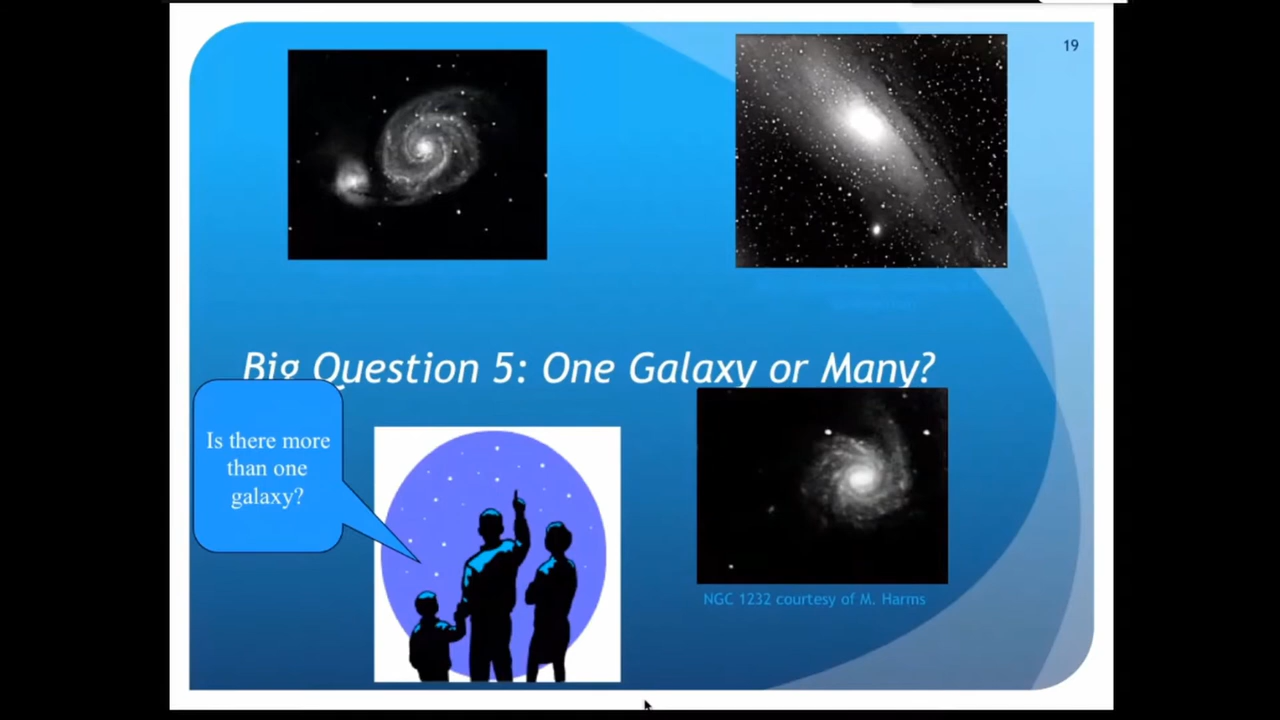 19
Big Question 5: One Galaxy or Many?
Is there more
than one
galaxy?
NGC 1232 courtesy of M. Harms